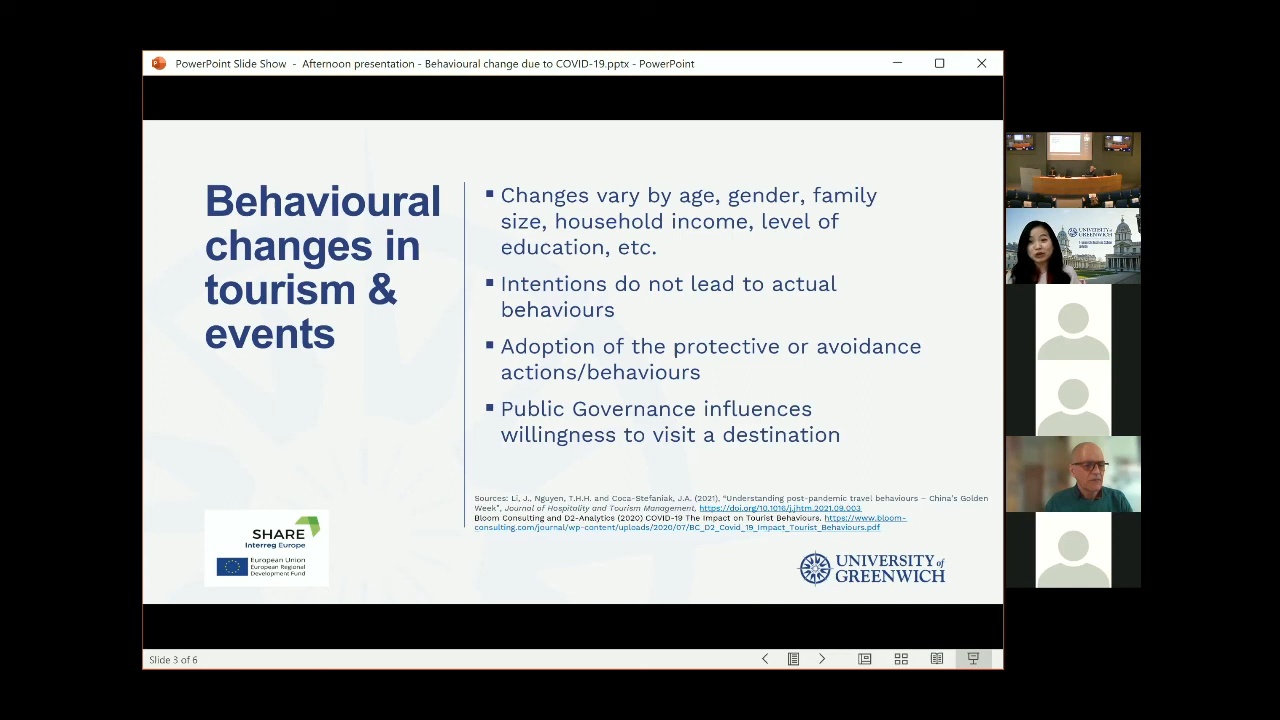 PowerPoint Slide Show - Afternoon presentation - Behavioural change due to COVID-19.pptx - PowerPoint
Behavioural
changes in
tourism &
events
▪ Changes vary by age, gender, family
size, household income, level of
education, etc.
▪ Intentions do not lead to actual
behaviours
▪ Adoption of the protective or avoidance
actions/behaviours
▪ Public Governance influences
willingness to visit a destination
Sources: Li, J., Nguyen, T.H.H. and Coca-Stefaniak, J.A. (2021), “Understanding post-pandemic travel behaviours – China’s Golden
Week”, Journal of Hospitality and Tourism Management, https://doi.org/10.1016/j.jhtm.2021.09.003
Bloom Consulting and D2-Analytics (2020) COVID-19 The Impact on Tourist Behaviours. https://www.bloom-
consulting.com/journal/wp-content/uploads/2020/07/BC_D2_Covid_19_Impact_Tourist_Behaviours.pdf
SHARE
Interreg Europe
European Union
European Regional
Development Fund
UNIVERSITY of
GREENWICH
Slide 3 of 6
UNIVERSITY of
GREENWICH